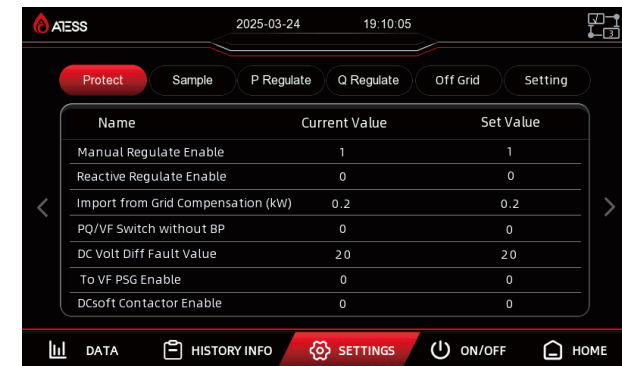 ATESS 2025-03-24 19:10:05
3
Protect Sample P Regulate Q Regulate Off Grid Setting
Name Current Value Set Value
Manual Regulate Enable 1 1
Reactive Regulate Enable 0 0
Import from Grid Compensation (kW) 0.2 0.2
PQ/VF Switch without BP 0 0
DC Volt Diff Fault Value 20 20
To VF PSG Enable 0 0
DCsoft Contactor Enable 0 0
DATA HISTORY INFO SETTINGS ON/OFF HOME